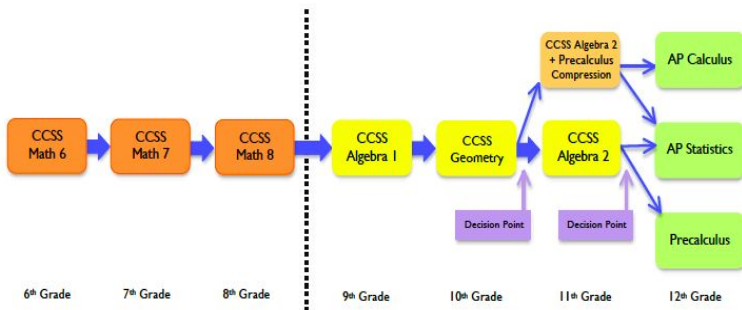 CCSS Algebra 2
+ Precalculus
Compression
AP Calculus
CCSS
Math 6
CCSS
Math 7
CCSS
Math 8
CCSS
Algebra 1
CCSS
Geometry
CCSS
Algebra 2
AP Statistics
Decision Point
Decision Point
Precalculus
6th Grade
7th Grade
8th Grade
9th Grade
10th Grade
11th Grade
12th Grade